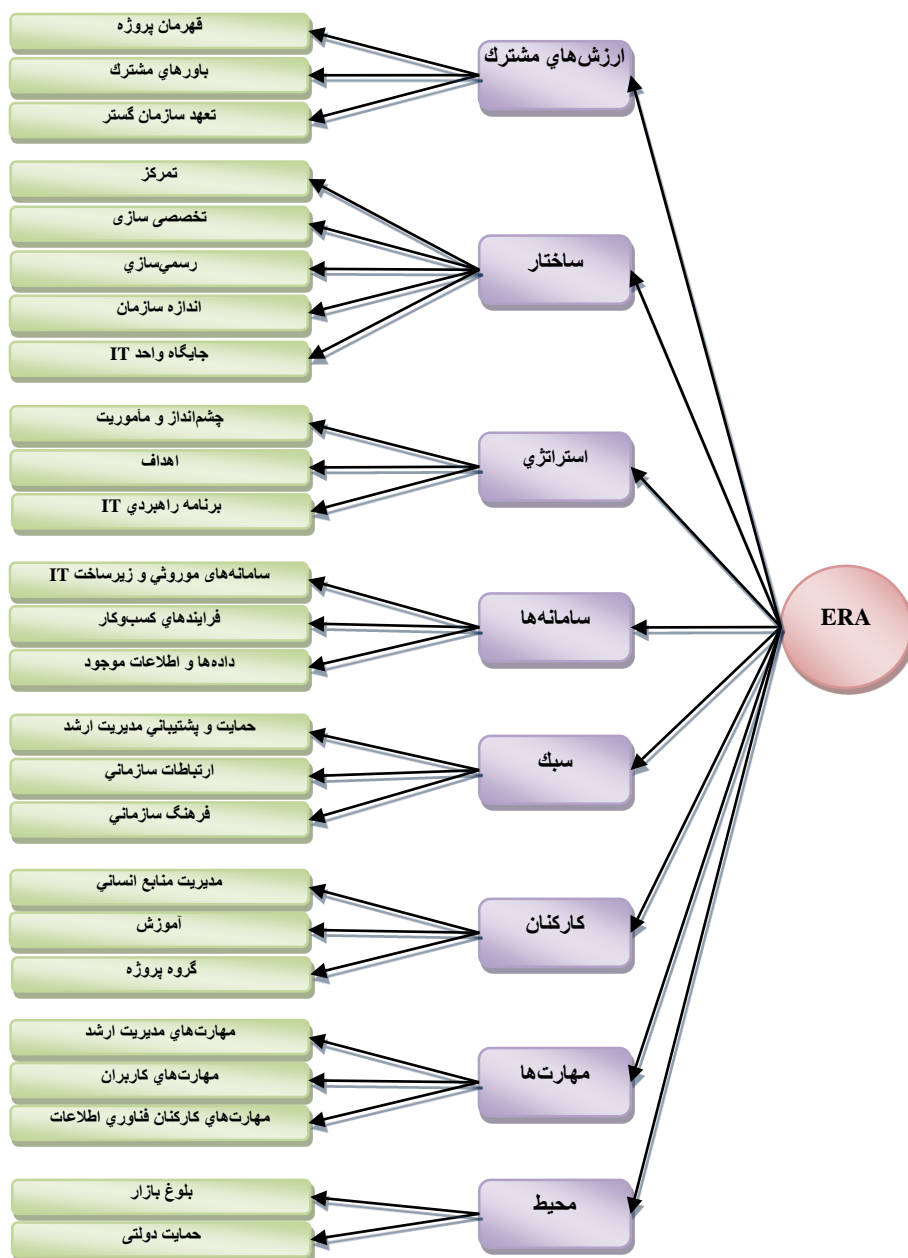 ERA
ارزش‌هاي مشترك
قهرمان پروژه
باورهاي مشترك
تعهد سازمان گستر
ساختار
تمركز
تخصصی سازی
رسمي‌سازي
اندازه سازمان
جايگاه واحد IT
استراتژي
چشم‌انداز و مأموريت
اهداف
برنامه راهبردي IT
سامانه‌ها
سامانه‌های موروثي و زيرساخت IT
فرايندهاي كسب‌وكار
داده‌ها و اطلاعات موجود
سبك
حمايت و پشتيباني مديريت ارشد
ارتباطات سازماني
فرهنگ سازماني
كاركنان
مديريت منابع انساني
آموزش
گروه پروژه
مهارت‌ها
مهارت‌هاي مديريت ارشد
مهارت‌هاي كاربران
مهارت‌هاي كاركنان فناوري اطلاعات
محيط
بلوغ بازار
حمايت دولتی